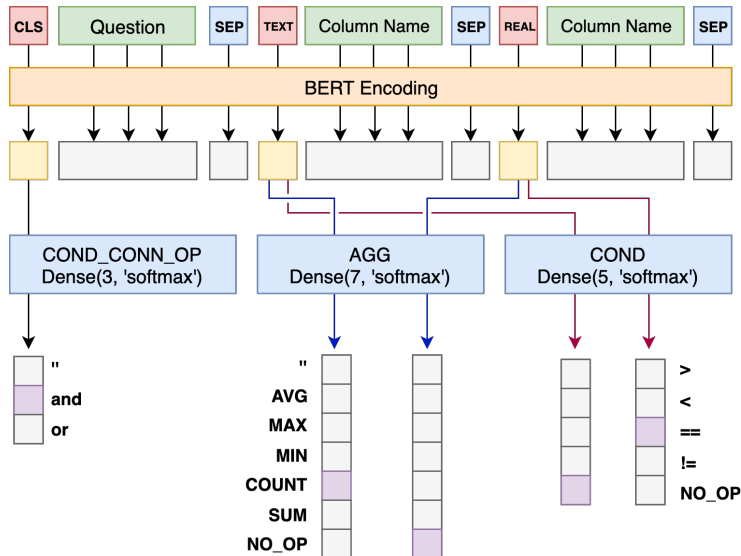 CLS Question SEP TEXT Column Name SEP REAL Column Name SEP
BERT Encoding
COND_CONN_OP
Dense(3, 'softmax')
AGG
Dense(7, 'softmax')
COND
Dense(5, 'softmax')
"
and
or
"
AVG
MAX
MIN
COUNT
SUM
NO_OP
>
<
==
!=
NO_OP